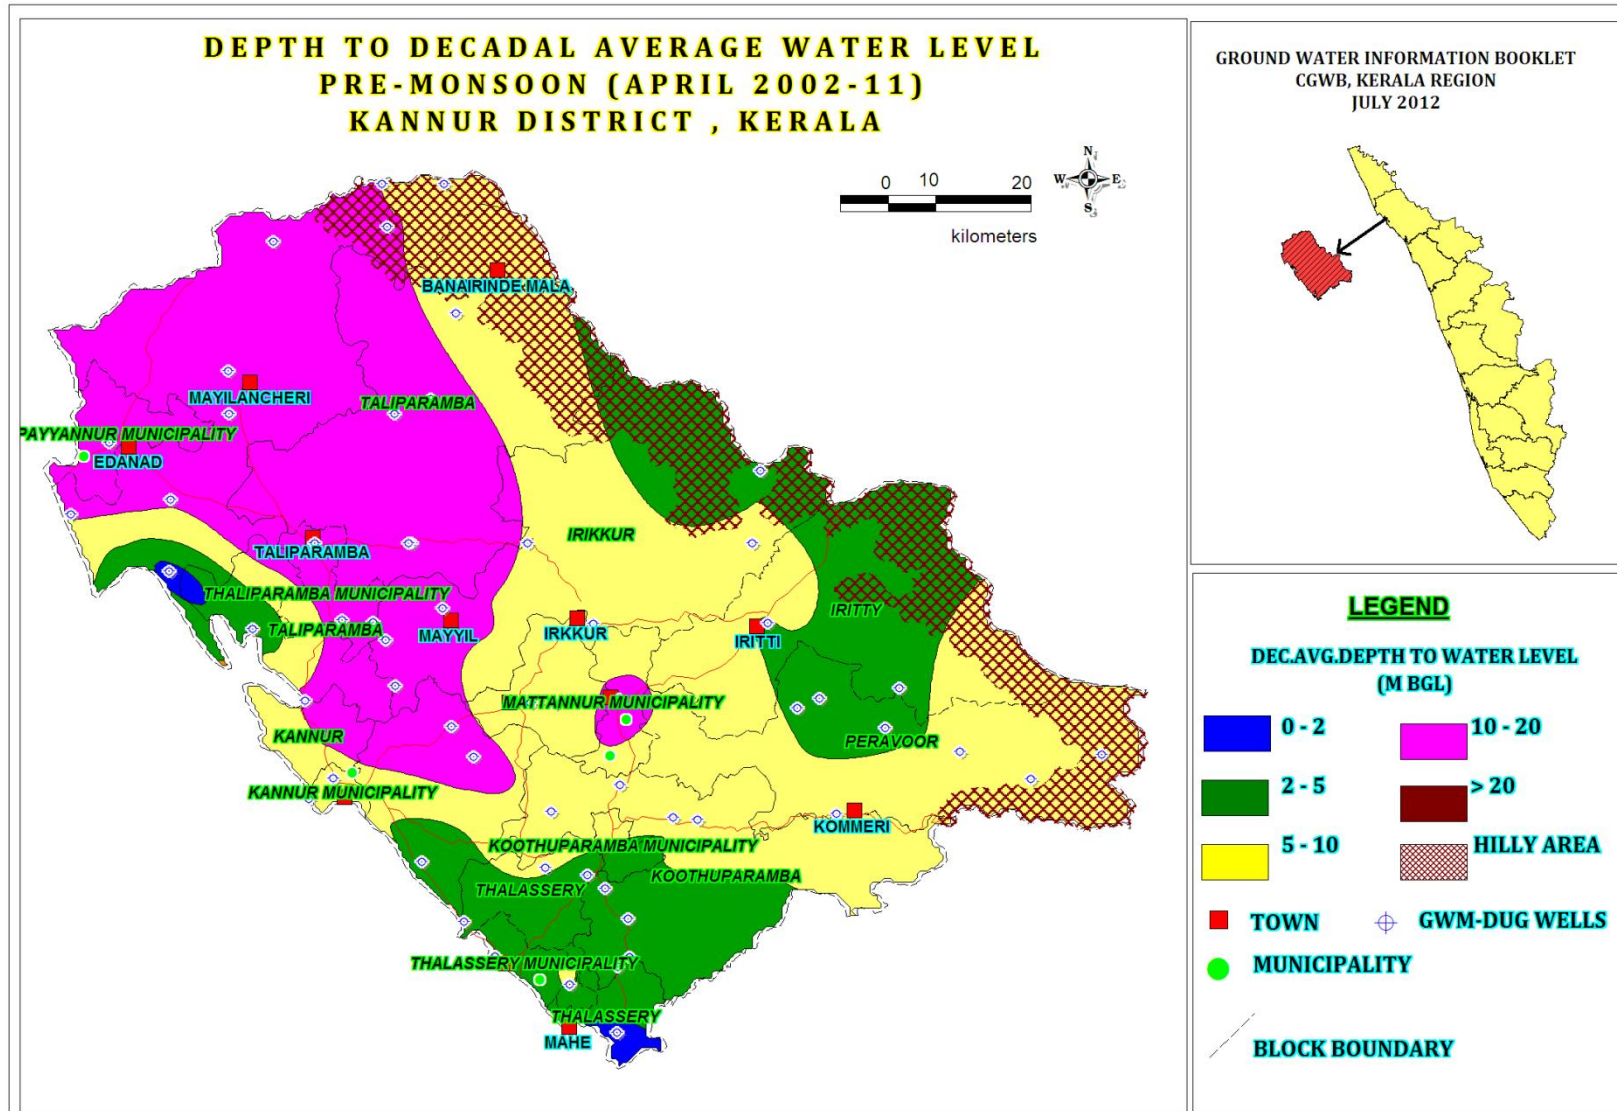 DEPTH TO DECADAL AVERAGE WATER LEVEL
PRE-MONSOON (APRIL 2002-11)
KANNUR DISTRICT , KERALA
0 10 20
kilometers
N
W E
S
BANAIRINDE MALA
MAYILANCHERI
TALIPARAMBA
PAYYANNUR MUNICIPALITY
EDANAD
IRIKKUR
TALIPARAMBA
THALIPARAMBA MUNICIPALITY
IRITTY
TALIPARAMBA
MAYYIL
IRKKUR
IRITTI
MATTANNUR MUNICIPALITY
KANNUR
PERAVOOR
KANNUR MUNICIPALITY
KOMMERI
KOOTHUPARAMBA MUNICIPALITY
KOOTHUPARAMBA
THALASSERY
THALASSERY MUNICIPALITY
THALASSERY
MAHE
GROUND WATER INFORMATION BOOKLET
CGWB, KERALA REGION
JULY 2012
LEGEND
DEC.AVG.DEPTH TO WATER LEVEL
(M BGL)
0 - 2
10 - 20
2 - 5
> 20
5 - 10
HILLY AREA
TOWN
GWM-DUG WELLS
MUNICIPALITY
BLOCK BOUNDARY